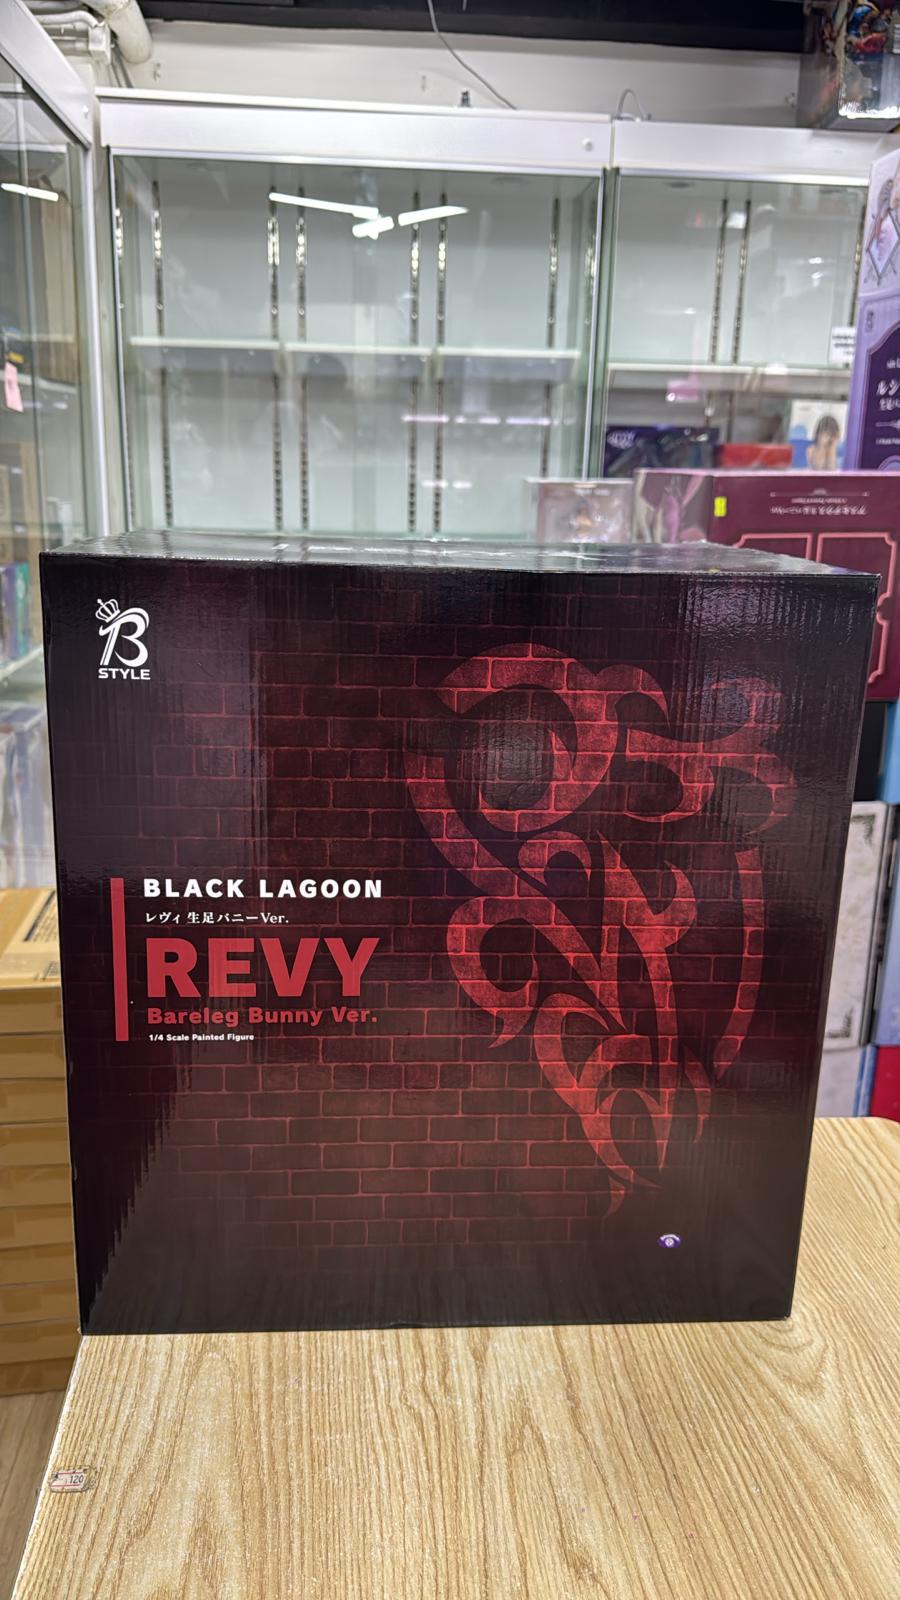 B
STYLE
BLACK LAGOON
レヴィ 生足バニーVer.
REVY
Bareleg Bunny Ver.
1/4 Scale Painted Figure
120